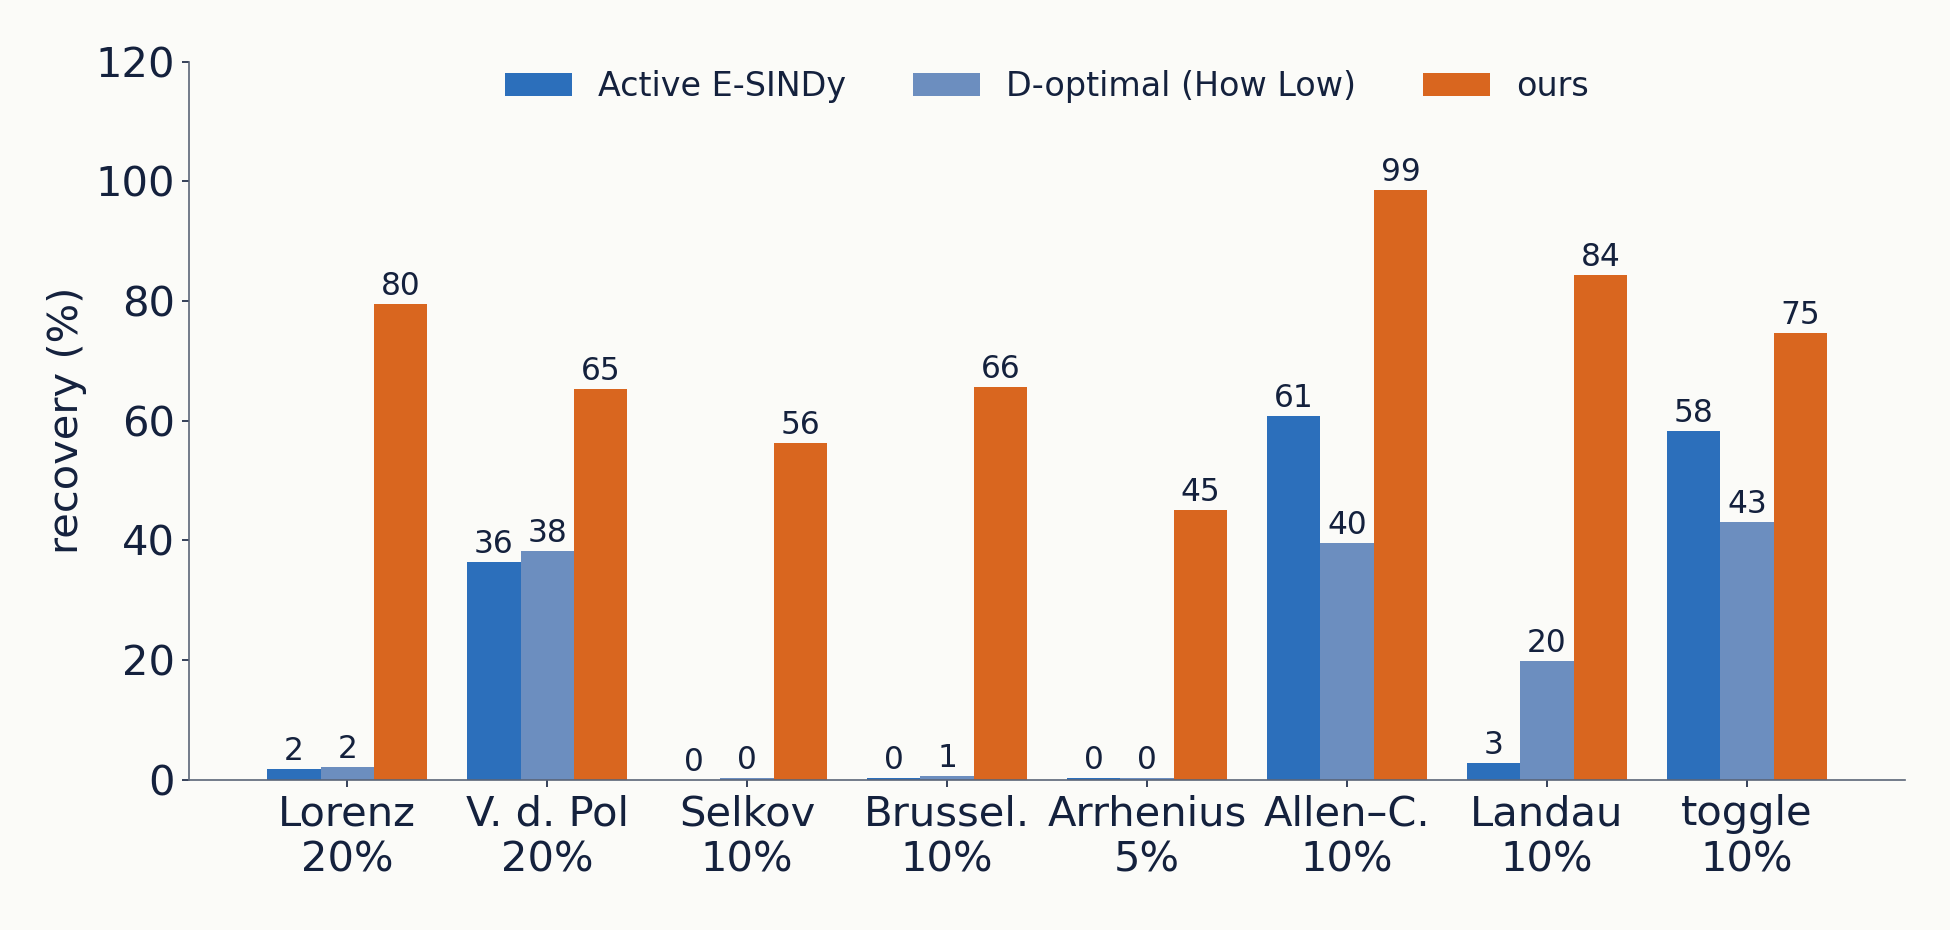 120
100
80
60
40
20
0
recovery (%)
Active E-SINDy D-optimal (How Low) ours
2 2 80
36 38 65
0 0 56
0 1 66
0 0 45
61 40 99
3 20 84
58 43 75
Lorenz V. d. Pol Selkov Brussel. Arrhenius Allen–C. Landau toggle
20% 20% 10% 10% 5% 10% 10% 10%